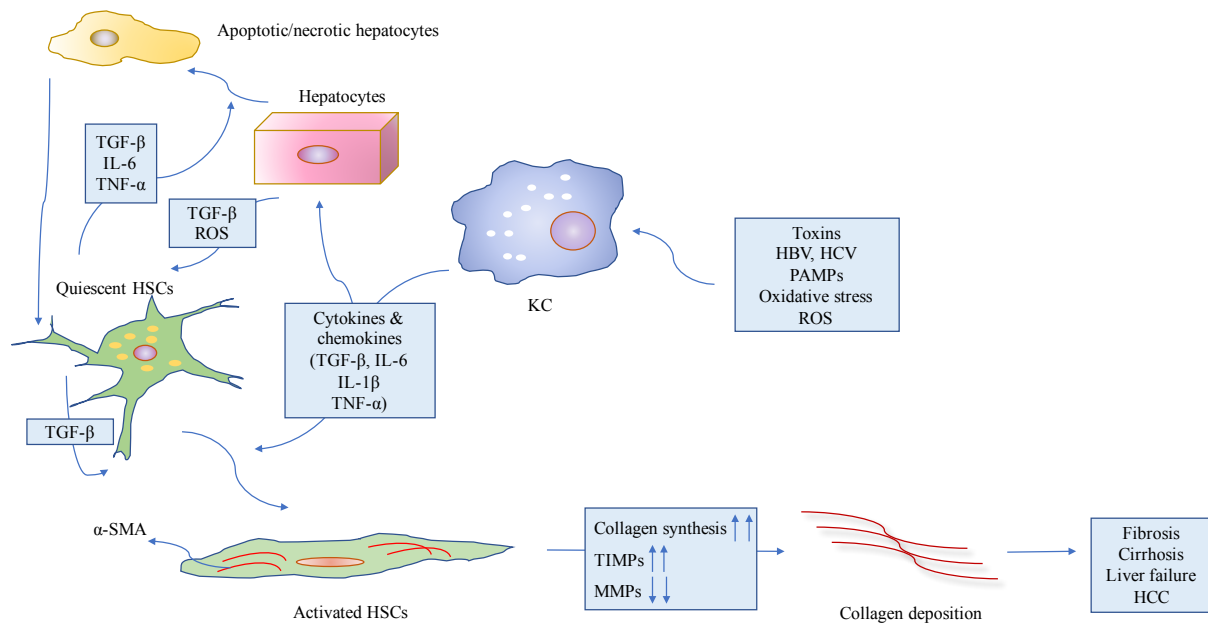 Apoptotic/necrotic hepatocytes
Hepatocytes
TGF-β
IL-6
TNF-α
TGF-β
ROS
Quiescent HSCs
KC
Toxins
HBV, HCV
PAMPs
Oxidative stress
ROS
Cytokines &
chemokines
(TGF-β, IL-6
IL-1β
TNF-α)
TGF-β
α-SMA
Activated HSCs
Collagen synthesis
TIMPs
MMPs
Collagen deposition
Fibrosis
Cirrhosis
Liver failure
HCC